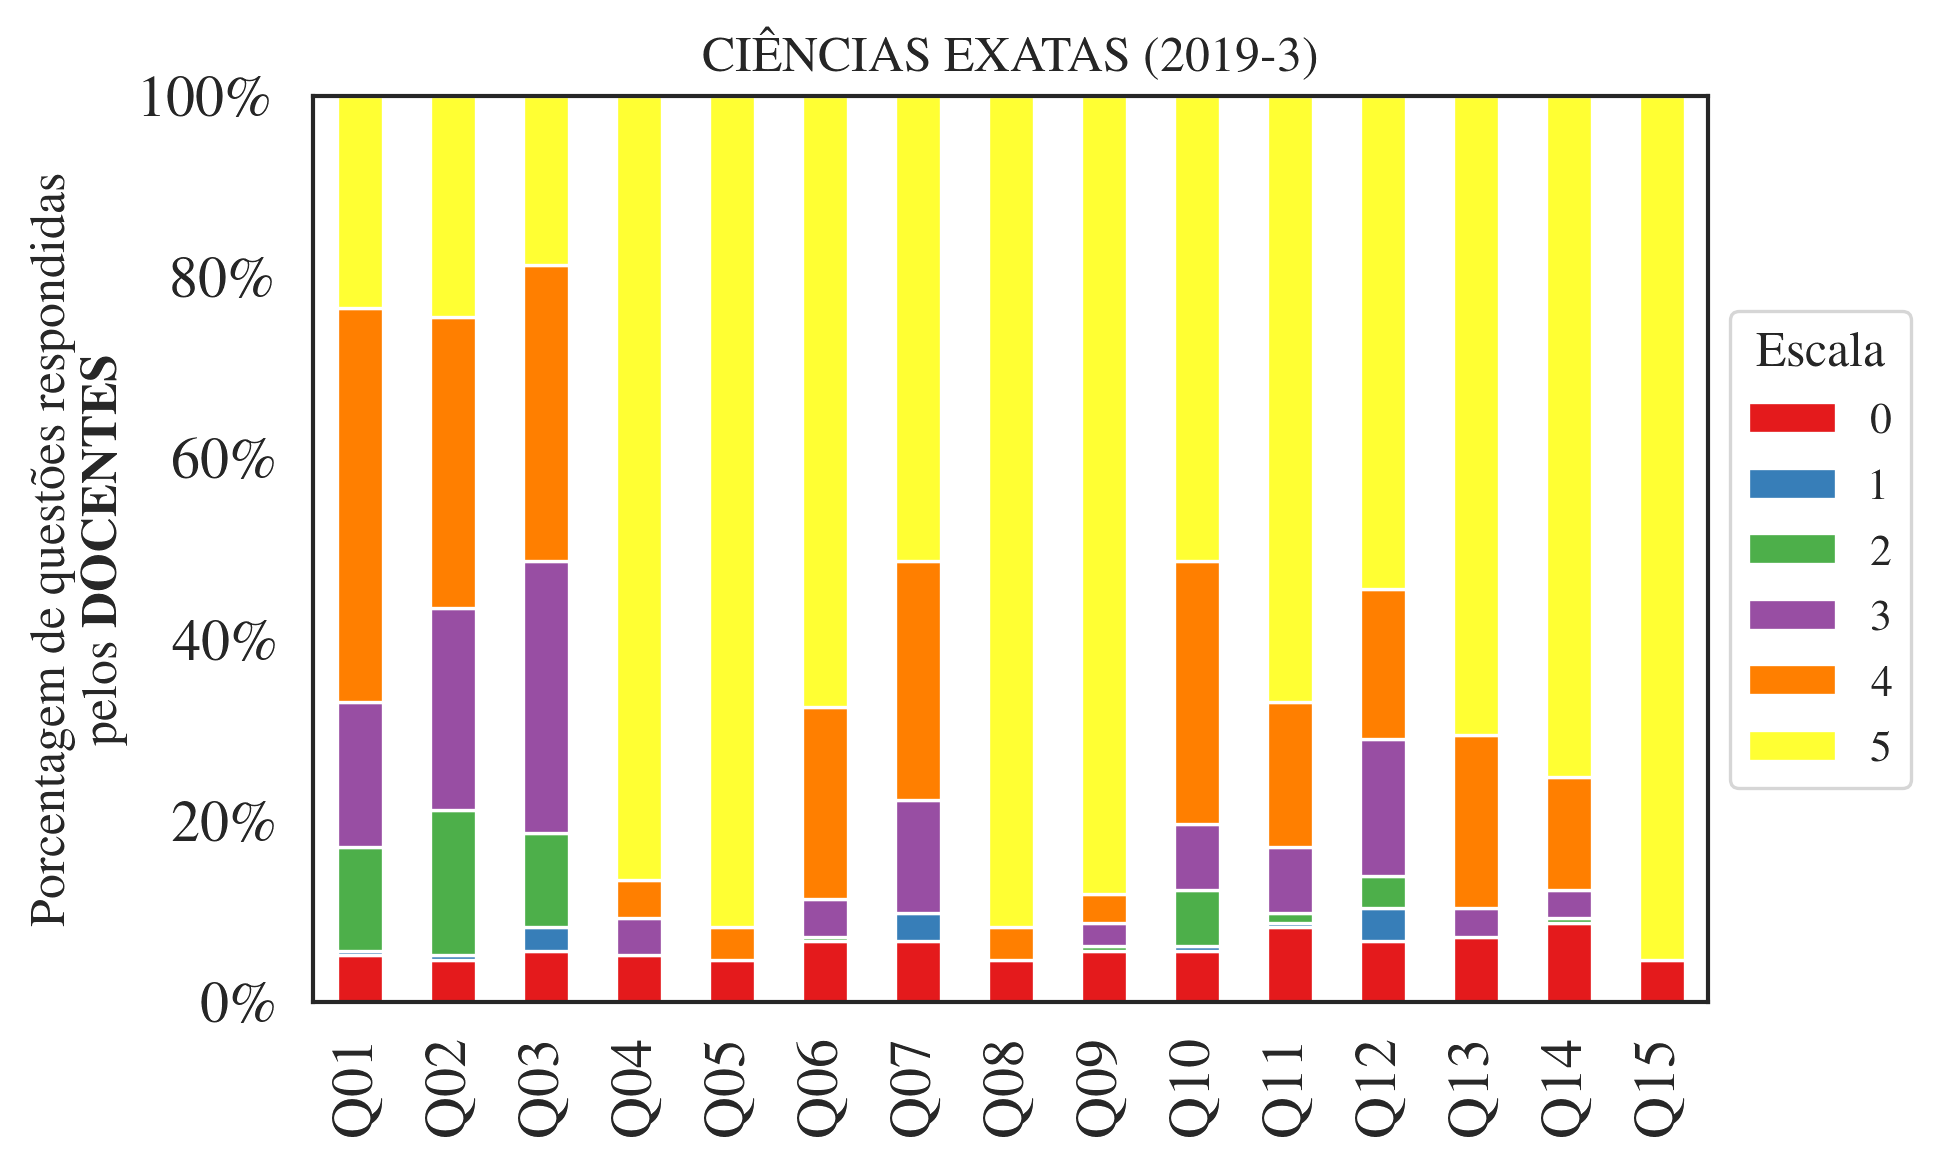 CIÊNCIAS EXATAS (2019-3)
Porcentagem de questões respondidas
pelos DOCENTES
100%
80%
60%
40%
20%
0%
Q01
Q02
Q03
Q04
Q05
Q06
Q07
Q08
Q09
Q10
Q11
Q12
Q13
Q14
Q15
Escala
0
1
2
3
4
5